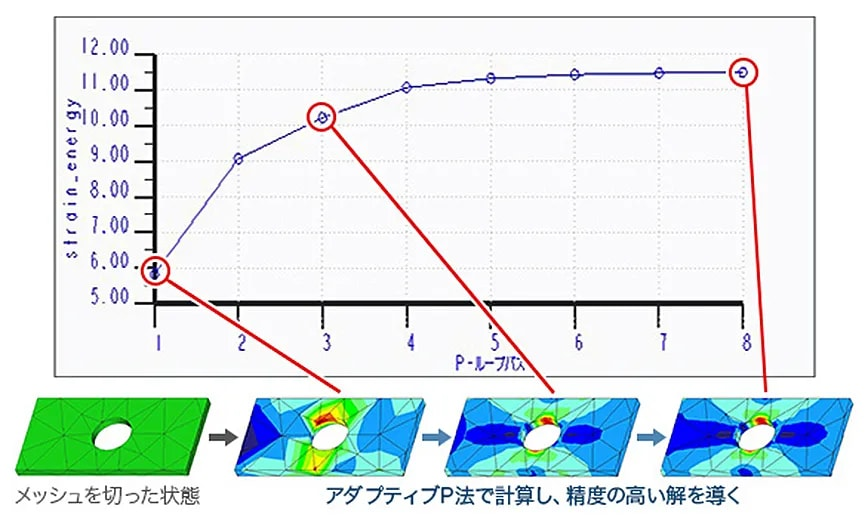 12.00
11.00
10.00
9.00
8.00
7.00
6.00
5.00
strain_energy
1 2 3 4 5 6 7 8
P-ループパス
メッシュを切った状態
アダプティブP法で計算し、精度の高い解を導く